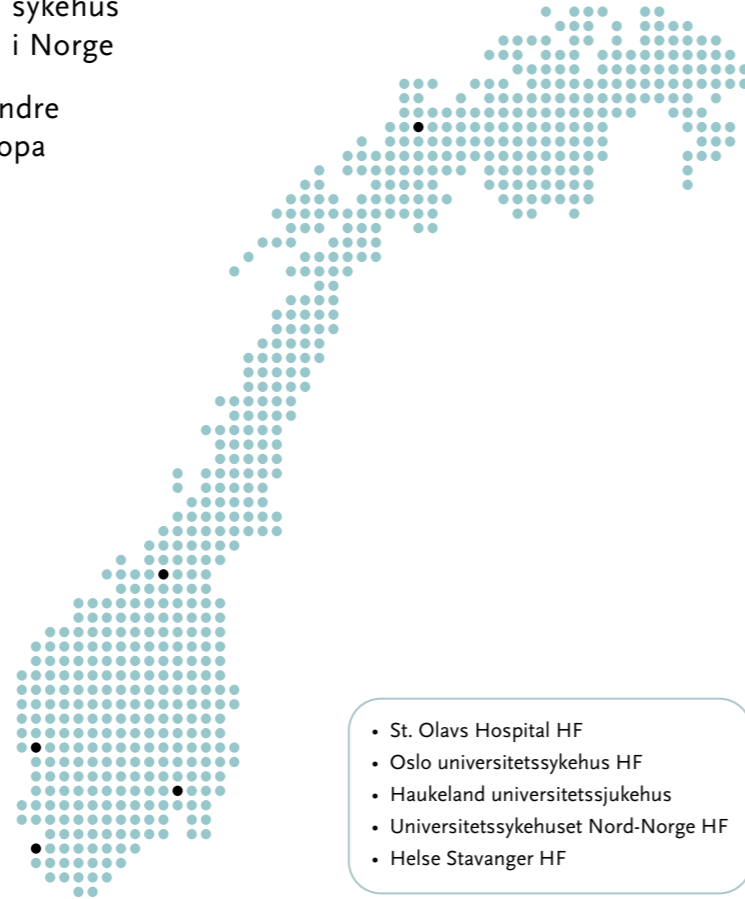 sykehus
i Norge
ndre
opa
• St. Olavs Hospital HF
• Oslo universitetssykehus HF
• Haukeland universitetssjukehus
• Universitetssykehuset Nord-Norge HF
• Helse Stavanger HF